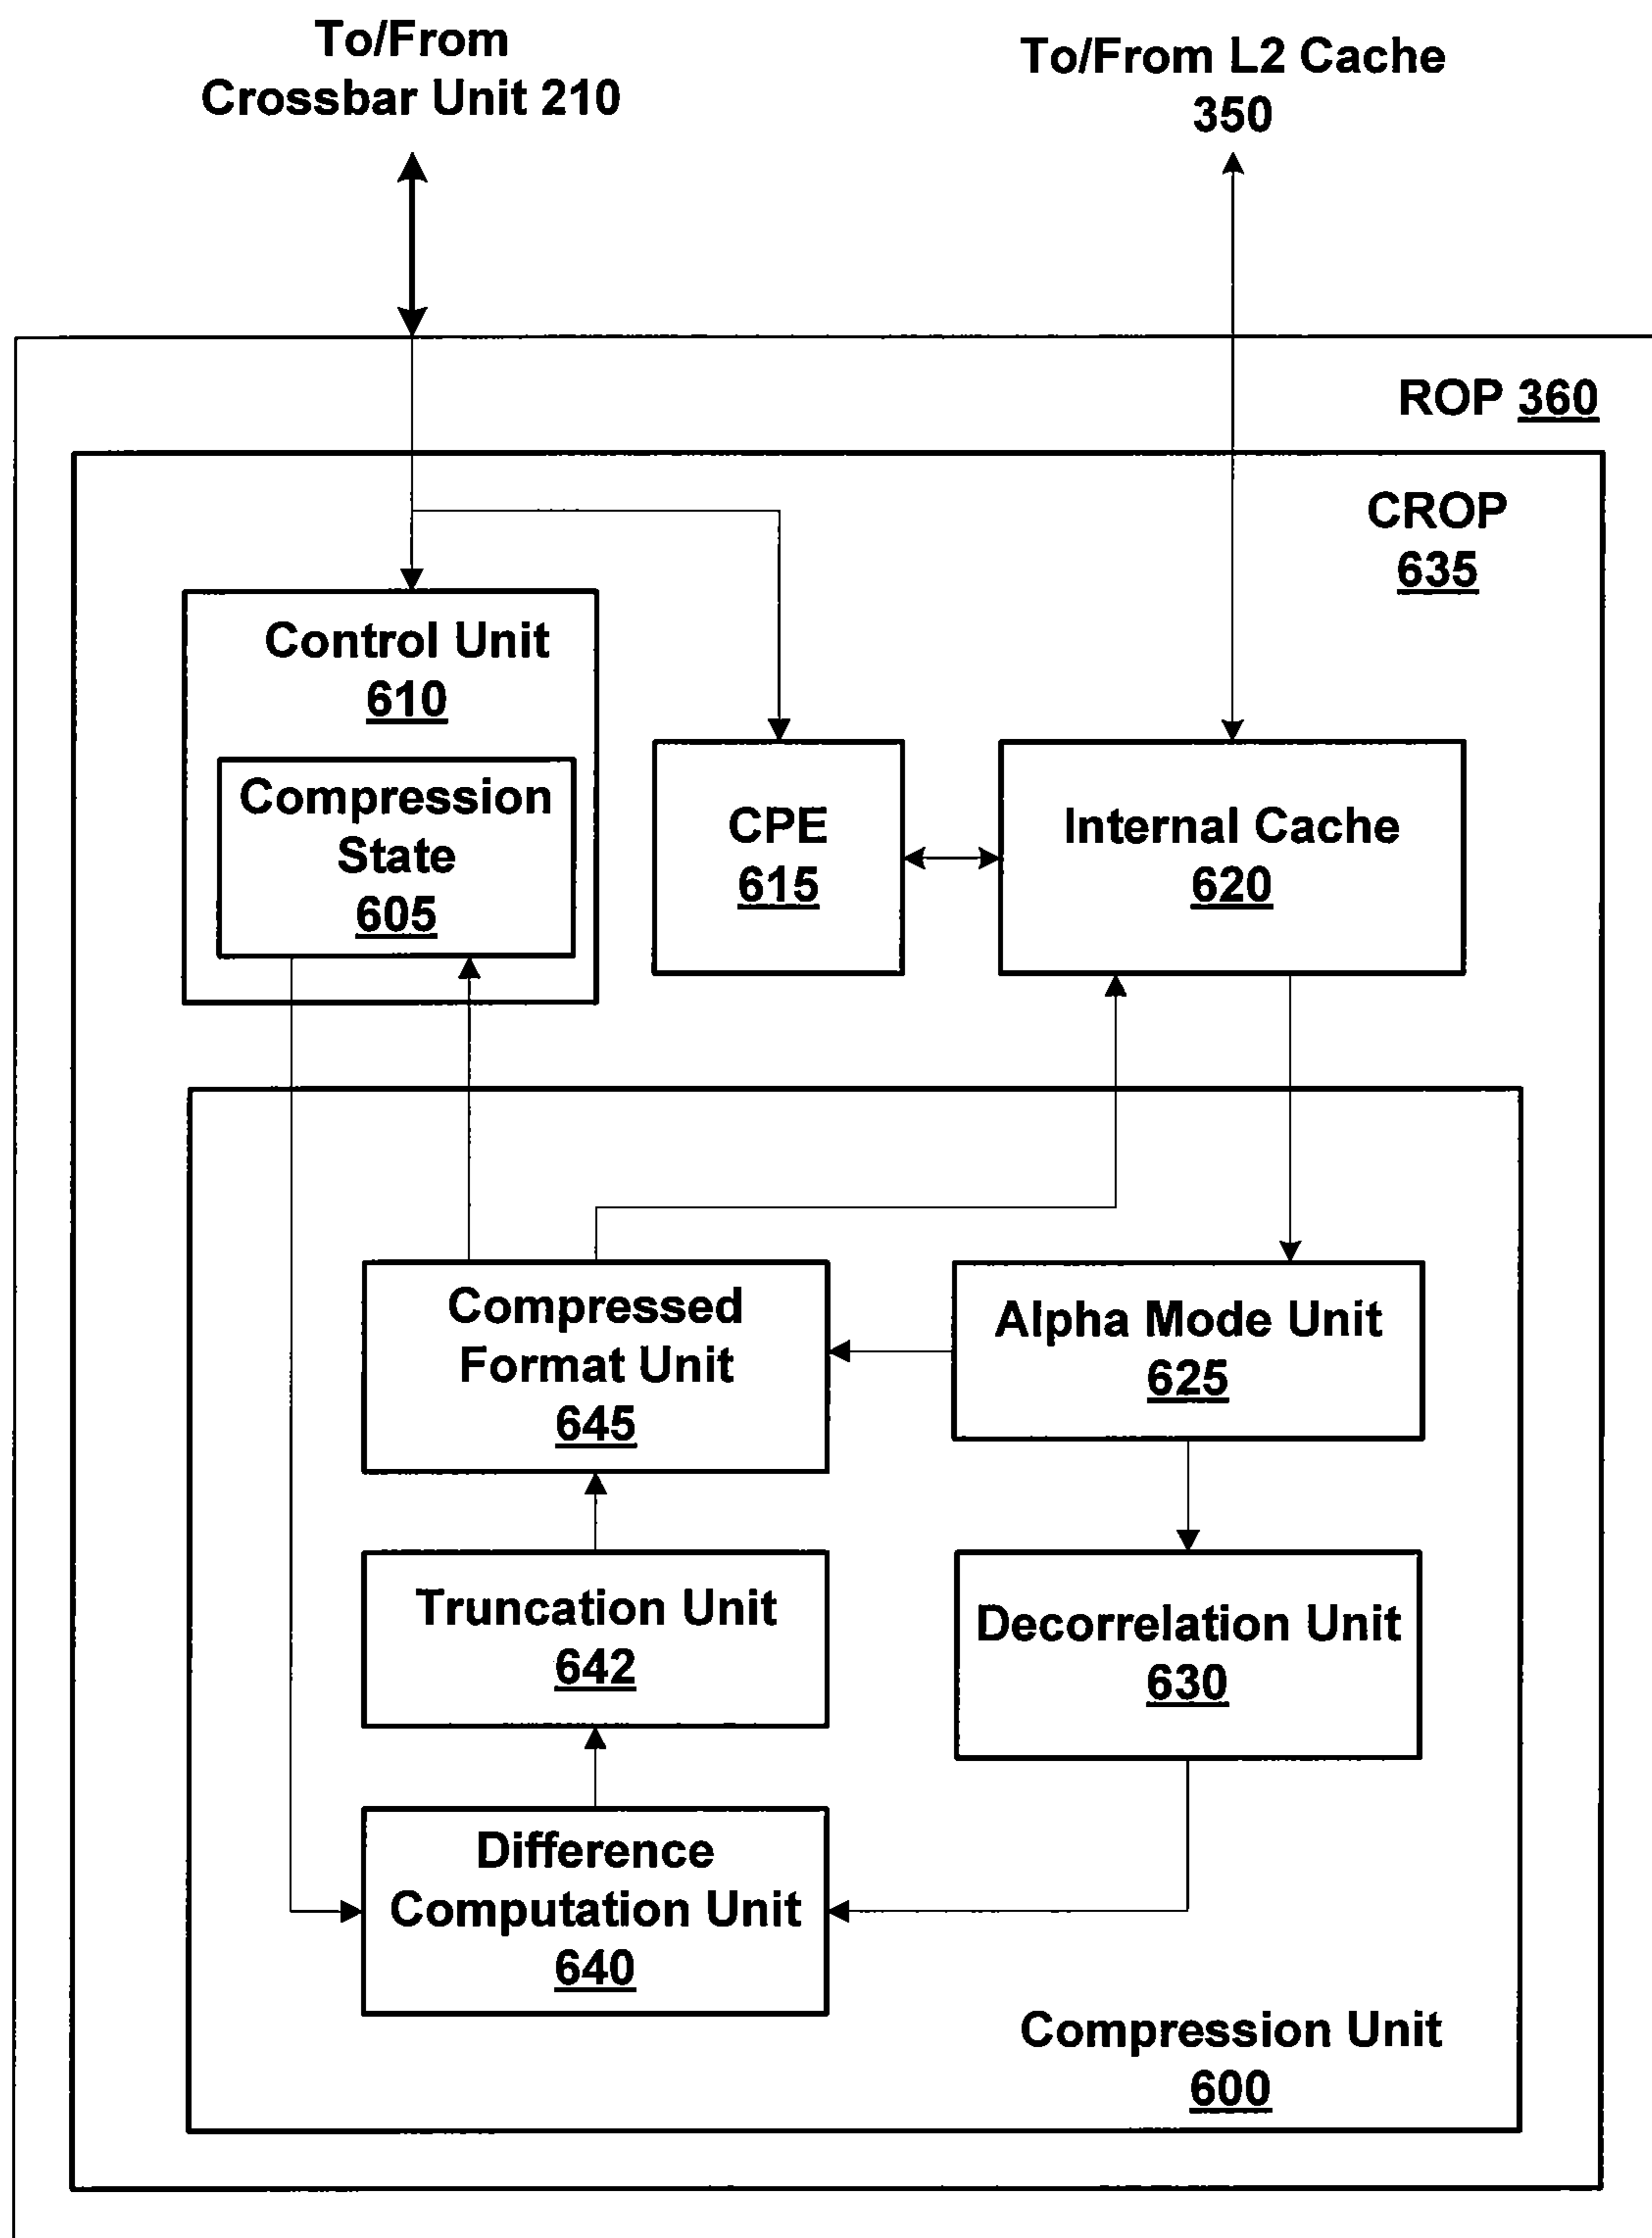 To/From
Crossbar Unit 210
To/From L2 Cache
350
ROP 360
CROP
635
Control Unit
610
Compression
State
605
CPE
615
Internal Cache
620
Compressed
Format Unit
645
Alpha Mode Unit
625
Truncation Unit
642
Decorrelation Unit
630
Difference
Computation Unit
640
Compression Unit
600